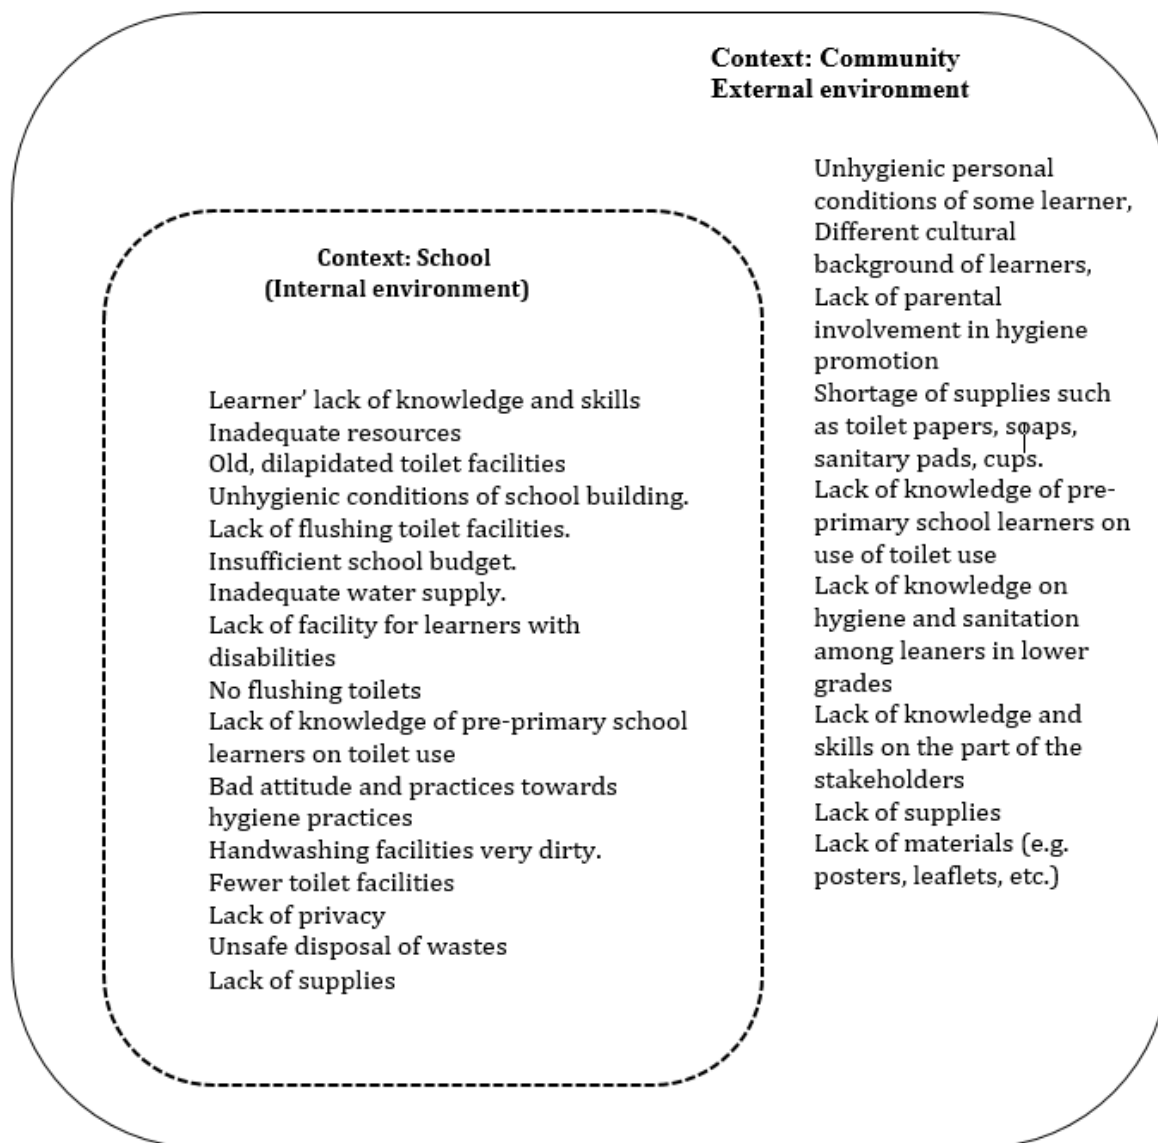 Context: Community
External environment
Unhygienic personal
conditions of some learner,
Different cultural
background of learners,
Lack of parental
involvement in hygiene
promotion
Shortage of supplies such
as toilet papers, soaps,
sanitary pads, cups.
Lack of knowledge of pre-
primary school learners on
use of toilet use
Lack of knowledge on
hygiene and sanitation
among leaners in lower
grades
Lack of knowledge and
skills on the part of the
stakeholders
Lack of supplies
Lack of materials (e.g.
posters, leaflets, etc.)
Context: School
(Internal environment)
Learner’ lack of knowledge and skills
Inadequate resources
Old, dilapidated toilet facilities
Unhygienic conditions of school building.
Lack of flushing toilet facilities.
Insufficient school budget.
Inadequate water supply.
Lack of facility for learners with
disabilities
No flushing toilets
Lack of knowledge of pre-primary school
learners on toilet use
Bad attitude and practices towards
hygiene practices
Handwashing facilities very dirty.
Fewer toilet facilities
Lack of privacy
Unsafe disposal of wastes
Lack of supplies